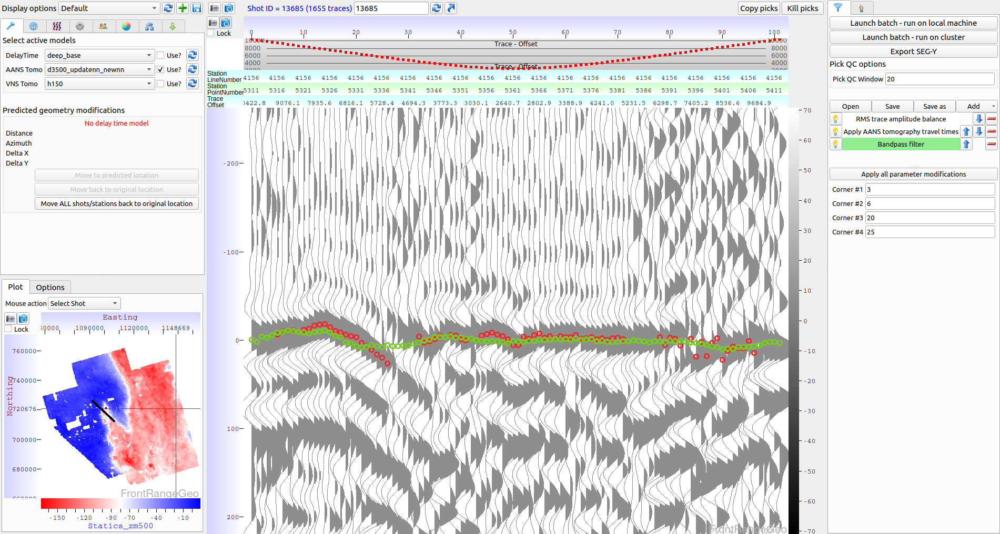 Display options Default
Shot ID = 13685 (1655 traces) 13685
Copy picks Kill picks
Lock
Select active models
DelayTime deep_base Use?
AANS Tomo d3500_updatenn_newnn Use?
VNS Tomo h150 Use?
Predicted geometry modifications
No delay time model
Distance
Azimuth
Delta X
Delta Y
Move to predicted location
Move back to original location
Move ALL shots/stations back to original location
Plot Options
Mouse action Select Shot
Lock
Easting
1090000 1120000 1148669
Northing
760000
740000
720676
700000
680000
FrontRangeGeo
-150 -120 -90 -70 -40 -10
Statics_zm500
0 10 20 30 40 50 60 70 80 90 100
Trace - Offset
8000 8000
6000 6000
4000 4000
Trace - Offset
Station
LineNumber 4156 4156 4156 4156 4156 4156 4156 4156 4156 4156 4156 4156 4156 4156 4156 4156 4156 4156 4156 4156 4156
Station
PointNumber 5311 5316 5321 5326 5331 5336 5341 5346 5351 5356 5361 5366 5371 5376 5381 5386 5391 5396 5401 5406 5411
Trace
Offset 9076.1 7935.6 6816.1 5728.4 4694.3 3773.3 3030.1 2640.7 2802.9 3388.9 4241.0 5231.5 6298.7 7405.2 8536.6 9684.9
-200
-100
0
100
200
70
60
50
40
30
20
10
0
-10
-20
-30
-40
-50
-60
-70
FrontRangeGeo
Launch batch - run on local machine
Launch batch - run on cluster
Export SEG-Y
Pick QC options
Pick QC Window 20
Open Save Save as Add
RMS trace amplitude balance
Apply AANS tomography travel times
Bandpass filter
Apply all parameter modifications
Corner #1 3
Corner #2 6
Corner #3 20
Corner #4 25